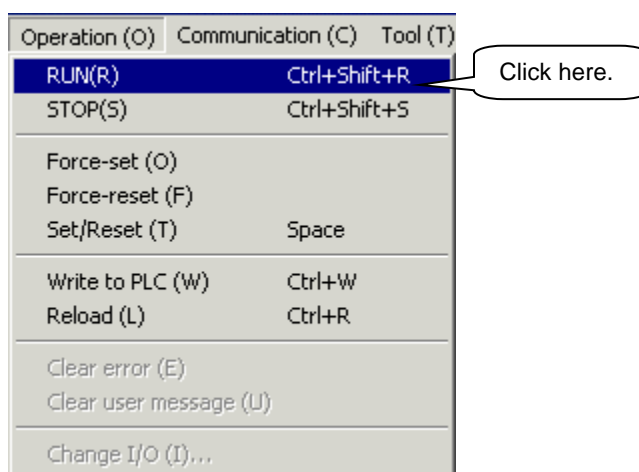 Operation (O) Communication (C) Tool (T)
RUN(R) Ctrl+Shift+R
Click here.
STOP(S) Ctrl+Shift+S
Force-set (O)
Force-reset (F)
Set/Reset (T) Space
Write to PLC (W) Ctrl+W
Reload (L) Ctrl+R
Clear error (E)
Clear user message (U)
Change I/O (I)...